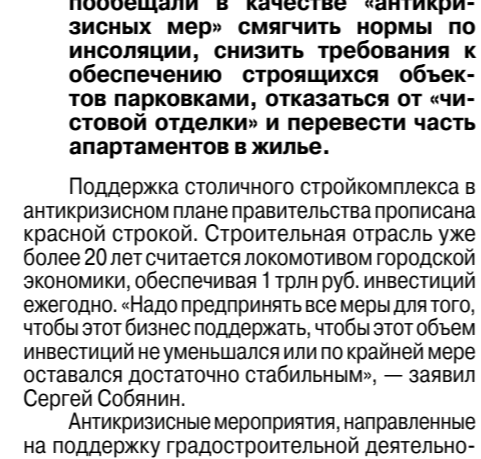 пообещали в качестве «антикри-
зисных мер» смягчить нормы по
инсоляции, снизить требования к
обеспечению строящихся объек-
тов парковками, отказаться от «чи-
стовой отделки» и перевести часть
апартаментов в жилье.
Поддержка столичного стройкомплекса в
антикризисном плане правительства прописана
красной строкой. Строительная отрасль уже
более 20 лет считается локомотивом городской
экономики, обеспечивая 1 трлн руб. инвестиций
ежегодно. «Надо предпринять все меры для того,
чтобы этот бизнес поддержать, чтобы этот объем
инвестиций не уменьшался или по крайней мере
оставался достаточно стабильным», — заявил
Сергей Собянин.
Антикризисные мероприятия, направленные
на поддержку градостроительной деятельно-